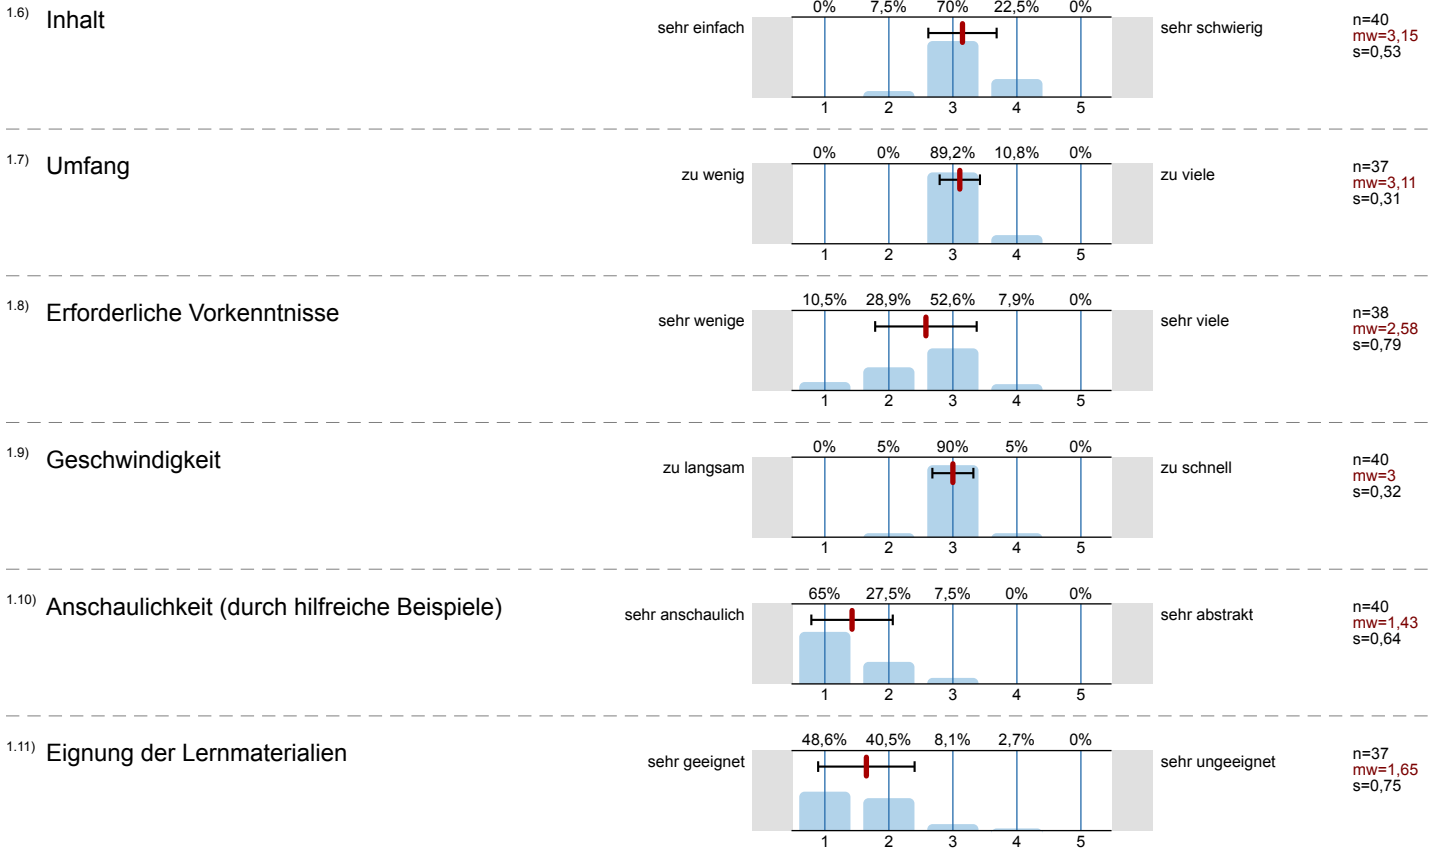 1.6) Inhalt
0% 7,5% 70% 22,5% 0%
sehr einfach
sehr schwierig
n=40
mw=3,15
s=0,53
1 2 3 4 5
1.7) Umfang
0% 0% 89,2% 10,8% 0%
zu wenig
zu viele
n=37
mw=3,11
s=0,31
1 2 3 4 5
1.8) Erforderliche Vorkenntnisse
10,5% 28,9% 52,6% 7,9% 0%
sehr wenige
sehr viele
n=38
mw=2,58
s=0,79
1 2 3 4 5
1.9) Geschwindigkeit
0% 5% 90% 5% 0%
zu langsam
zu schnell
n=40
mw=3
s=0,32
1 2 3 4 5
1.10) Anschaulichkeit (durch hilfreiche Beispiele)
65% 27,5% 7,5% 0% 0%
sehr anschaulich
sehr abstrakt
n=40
mw=1,43
s=0,64
1 2 3 4 5
1.11) Eignung der Lernmaterialien
48,6% 40,5% 8,1% 2,7% 0%
sehr geeignet
sehr ungeeignet
n=37
mw=1,65
s=0,75
1 2 3 4 5